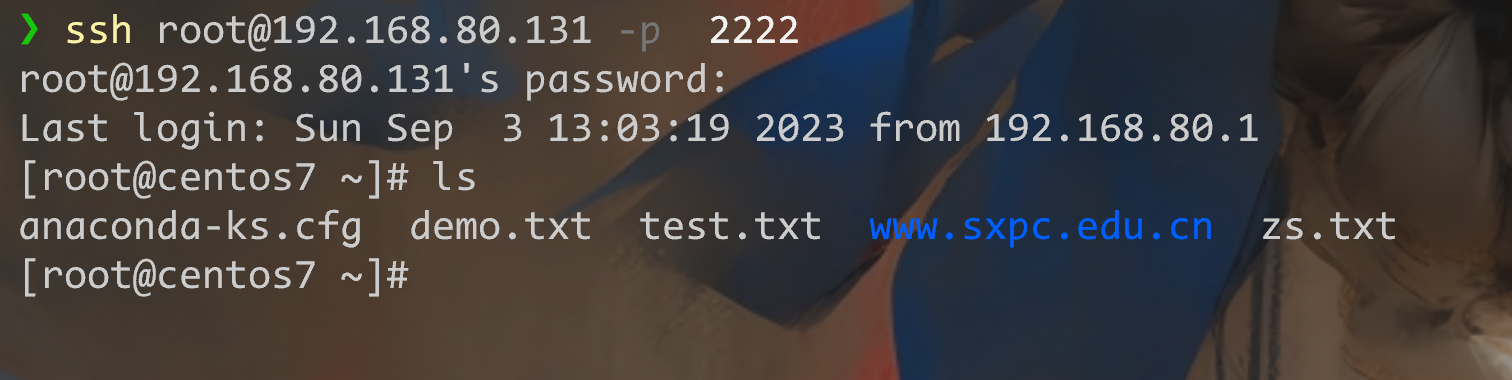 ❯ ssh root@192.168.80.131 -p  2222
root@192.168.80.131's password:
Last login: Sun Sep  3 13:03:19 2023 from 192.168.80.1
[root@centos7 ~]# ls
anaconda-ks.cfg  demo.txt  test.txt  www.sxpc.edu.cn  zs.txt
[root@centos7 ~]#